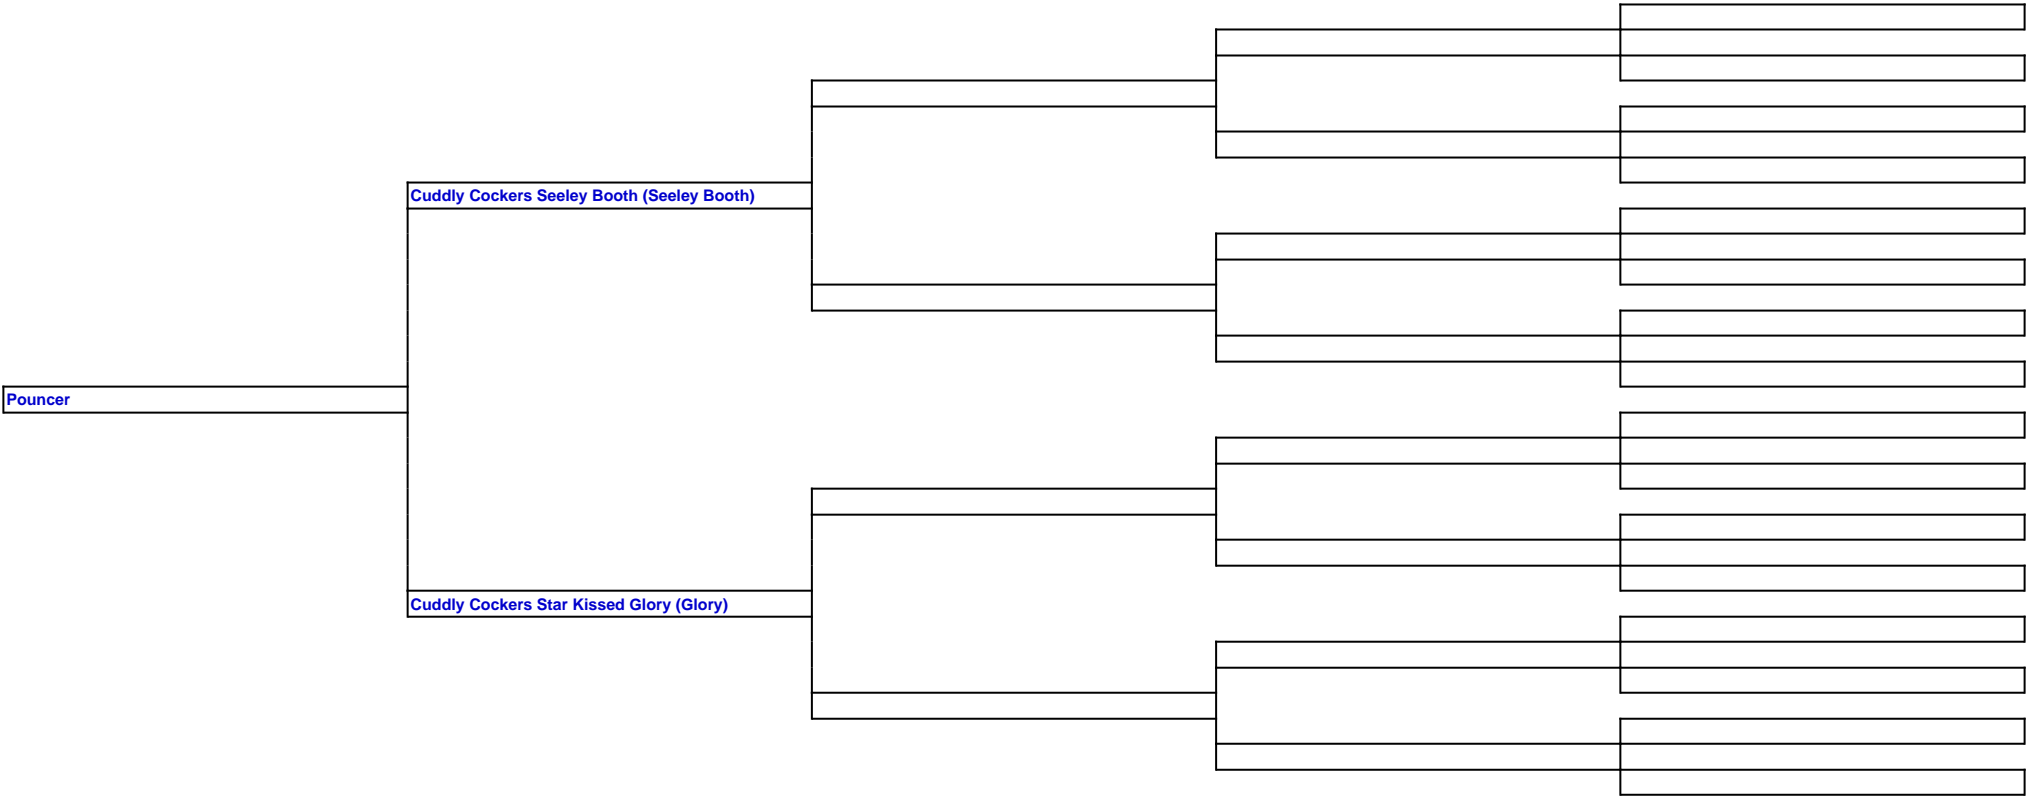 Cuddly Cockers Seeley Booth (Seeley Booth)
Pouncer
Cuddly Cockers Star Kissed Glory (Glory)